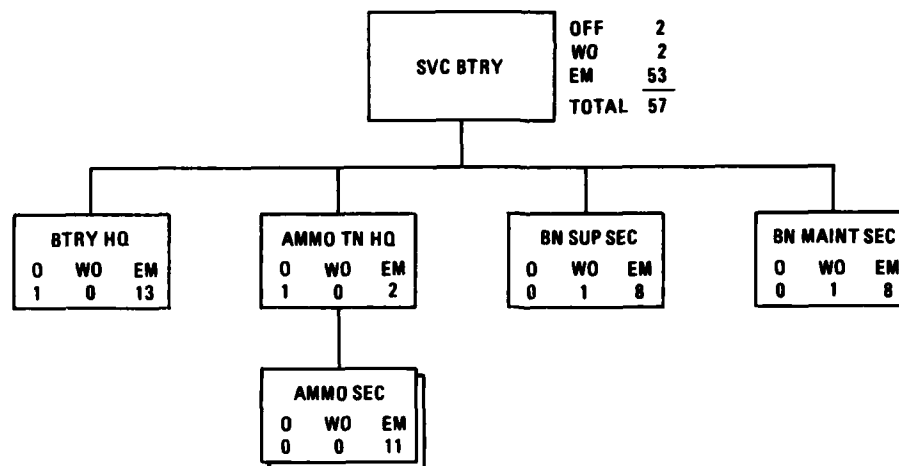 SVC BTRY
OFF 2
WO 2
EM 53
TOTAL 57
BTRY HQ
O WO EM
1 0 13
AMMO TN HQ
O WO EM
1 0 2
BN SUP SEC
O WO EM
0 1 8
BN MAINT SEC
O WO EM
0 1 8
AMMO SEC
O WO EM
0 0 11